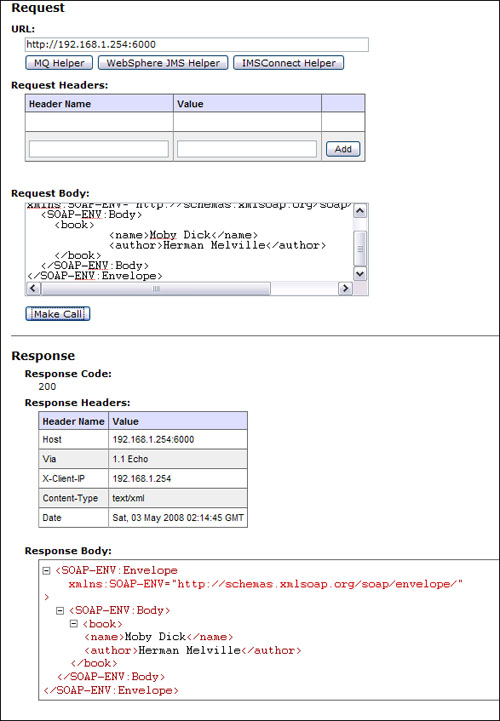 Request
URL:
http://192.168.1.254:6000
MQ Helper WebSphere JMS Helper IMSConnect Helper
Request Headers:
Header Name Value
Add
Request Body:
xmlns:SOAP-ENV="http://schemas.xmlsoap.org/soap/
<SOAP-ENV:Body>
<book>
<name>Moby Dick</name>
<author>Herman Melville</author>
</book>
</SOAP-ENV:Body>
</SOAP-ENV:Envelope>
Make Call
Response
Response Code:
200
Response Headers:
Header Name Value
Host 192.168.1.254:6000
Via 1.1 Echo
X-Client-IP 192.168.1.254
Content-Type text/xml
Date Sat, 03 May 2008 02:14:45 GMT
Response Body:
<SOAP-ENV:Envelope
xmlns:SOAP-ENV="http://schemas.xmlsoap.org/soap/envelope/"
>
<SOAP-ENV:Body>
<book>
<name>Moby Dick</name>
<author>Herman Melville</author>
</book>
</SOAP-ENV:Body>
</SOAP-ENV:Envelope>